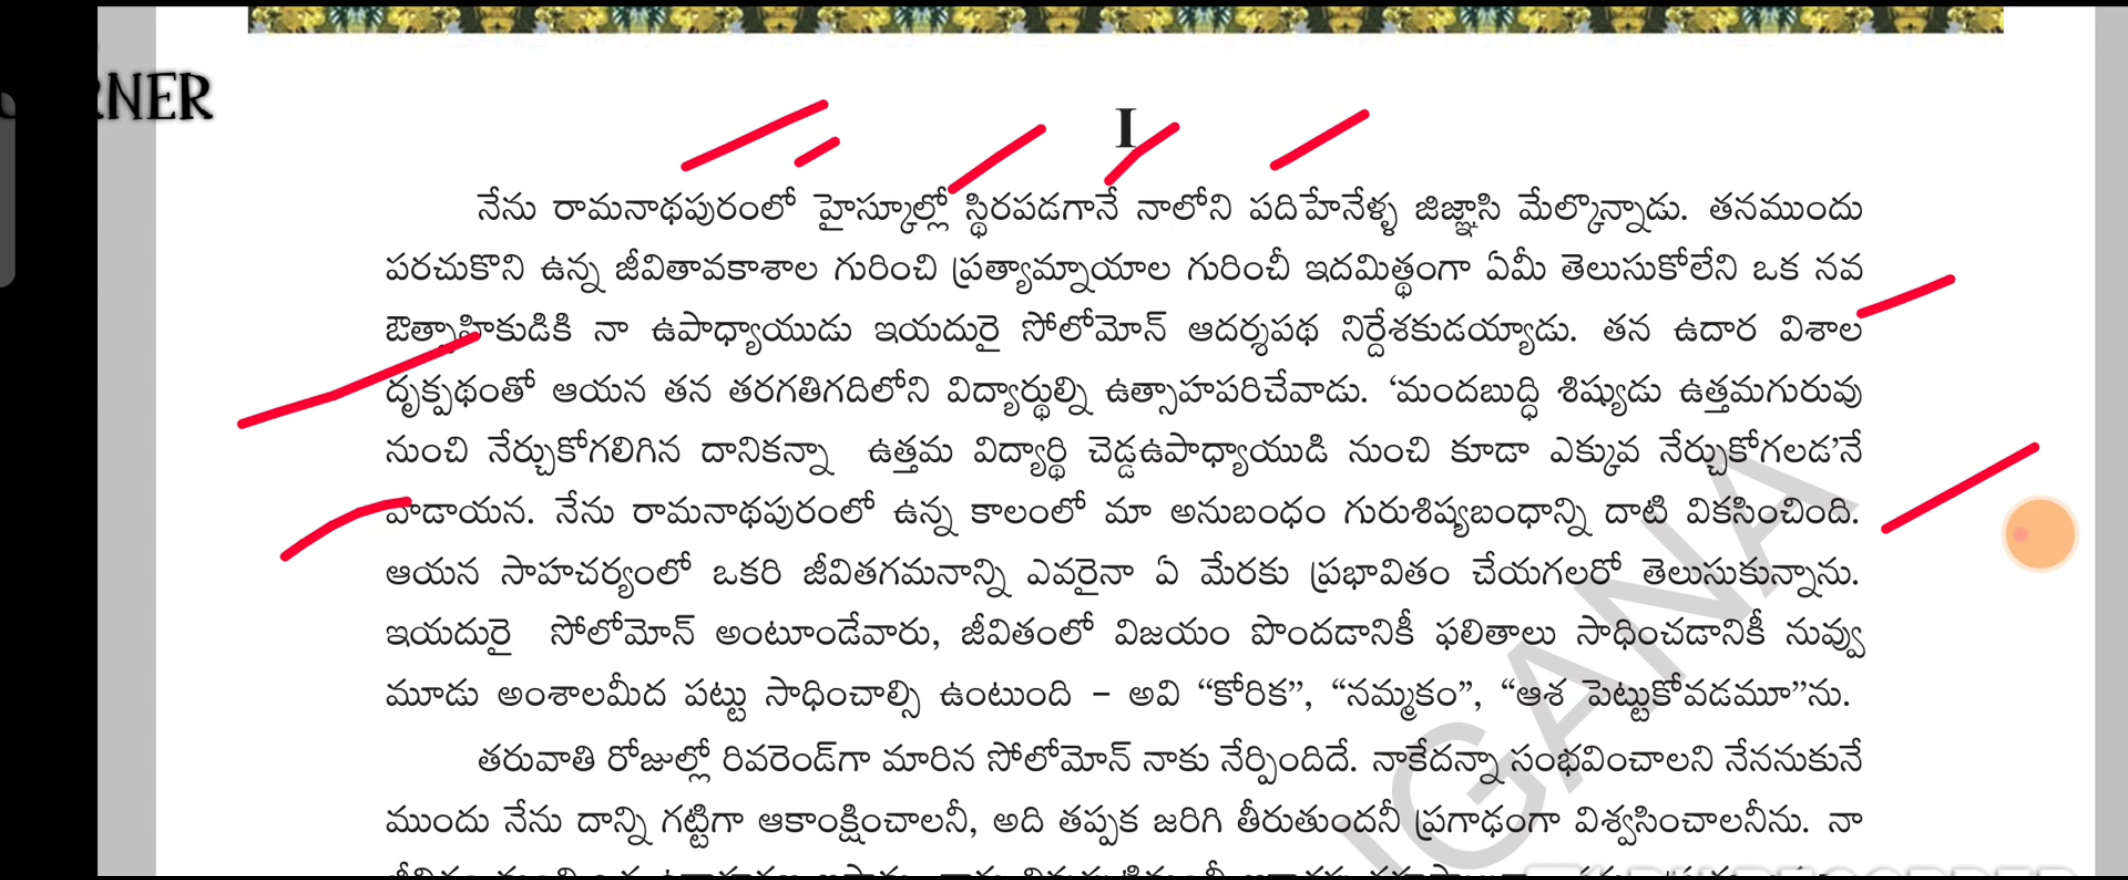 RNER
I
నేను రామనాథపురంలో హైస్కూల్లో స్థిరపడగానే నాలోని పదిహేనేళ్ళ జిజ్ఞాసి మేల్కొన్నాడు. తనముందు
పరచుకొని ఉన్న జీవితావకాశాల గురించి ప్రత్యామ్నాయాల గురించీ ఇదమిత్థంగా ఏమీ తెలుసుకోలేని ఒక నవ
ఔత్సాహికుడికి నా ఉపాధ్యాయుడు ఇయదురై సోలోమోన్ ఆదర్శపథ నిర్దేశకుడయ్యాడు. తన ఉదార విశాల
దృక్పథంతో ఆయన తన తరగతిగదిలోని విద్యార్థుల్ని ఉత్సాహపరిచేవాడు. ‘మందబుద్ధి శిష్యుడు ఉత్తమగురువు
నుంచి నేర్చుకోగలిగిన దానికన్నా ఉత్తమ విద్యార్థి చెడ్డఉపాధ్యాయుడి నుంచి కూడా ఎక్కువ నేర్చుకోగలడ’నే
వాడాయన. నేను రామనాథపురంలో ఉన్న కాలంలో మా అనుబంధం గురుశిష్యబంధాన్ని దాటి వికసించింది.
ఆయన సాహచర్యంలో ఒకరి జీవితగమనాన్ని ఎవరైనా ఏ మేరకు ప్రభావితం చేయగలరో తెలుసుకున్నాను.
ఇయదురై సోలోమోన్ అంటూండేవారు, జీవితంలో విజయం పొందడానికీ ఫలితాలు సాధించడానికీ నువ్వు
మూడు అంశాలమీద పట్టు సాధించాల్సి ఉంటుంది – అవి “కోరిక”, “నమ్మకం”, “ఆశ పెట్టుకోవడమూ”ను.
తరువాతి రోజుల్లో రివరెండ్‌గా మారిన సోలోమోన్ నాకు నేర్పిందిదే. నాకేదన్నా సంభవించాలని నేననుకునే
ముందు నేను దాన్ని గట్టిగా ఆకాంక్షించాలనీ, అది తప్పక జరిగి తీరుతుందనీ ప్రగాఢంగా విశ్వసించాలనీను. నా
IGANA